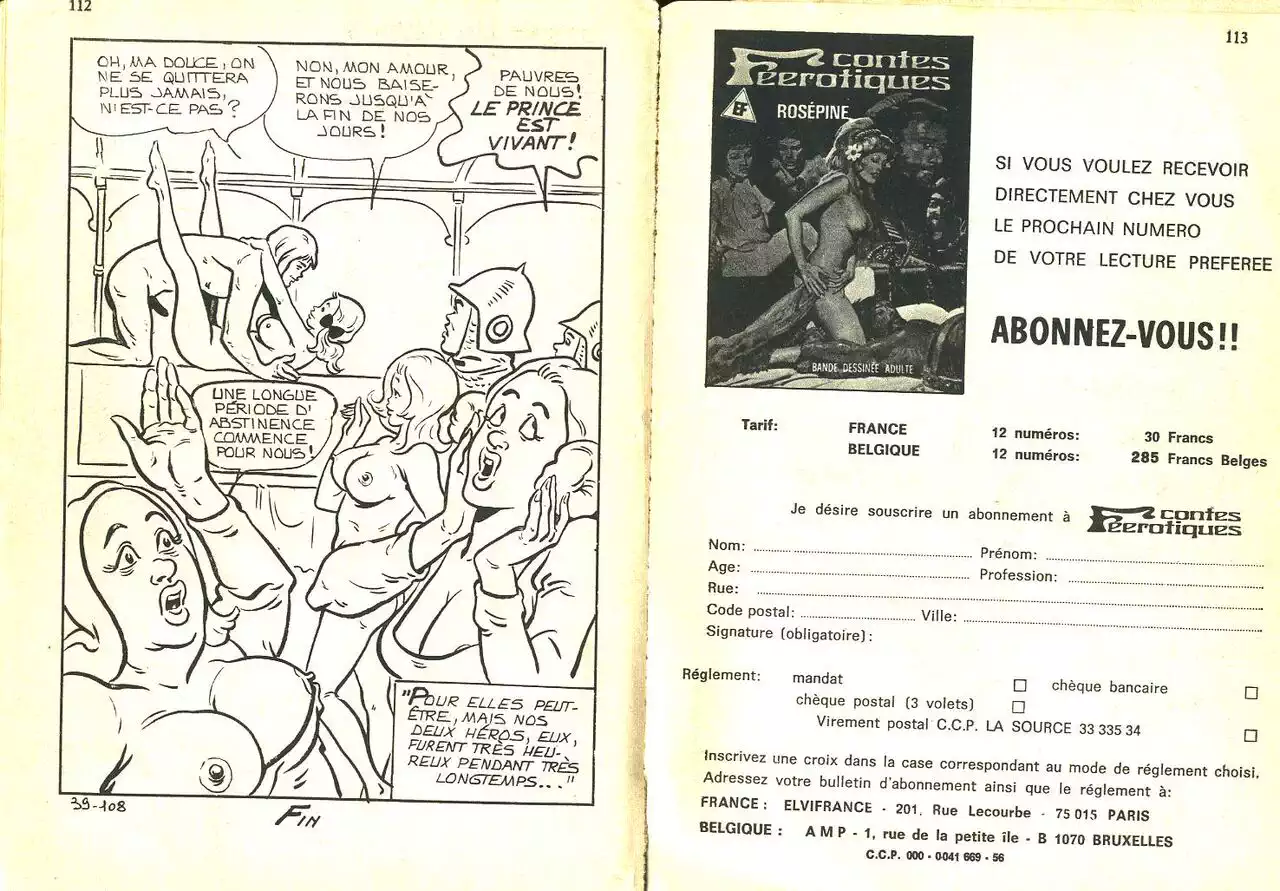 112
OH, MA DOUCE, ON
NE SE QUITTERA
PLUS JAMAIS,
N'EST-CE PAS?
NON, MON AMOUR,
ET NOUS BAISE-
RONS JUSQU'À
LA FIN DE NOS
JOURS!
PAUVRES
DE NOUS!
LE PRINCE
EST
VIVANT!
UNE LONGUE
PÉRIODE D'
ABSTINENCE
COMMENCE
POUR NOUS!
"POUR ELLES PEUT-
ÊTRE, MAIS NOS
DEUX HÉROS, EUX,
FURENT TRÈS HEU-
REUX PENDANT TRÈS
LONGTEMPS..."
39-108
FIN
113
contes
Féerotiques
EF
ROSÉPINE
BANDE DESSINÉE ADULTE
SI VOUS VOULEZ RECEVOIR
DIRECTEMENT CHEZ VOUS
LE PROCHAIN NUMERO
DE VOTRE LECTURE PREFEREE
ABONNEZ-VOUS!!
Tarif: FRANCE 12 numéros: 30 Francs
BELGIQUE 12 numéros: 285 Francs Belges
Je désire souscrire un abonnement à contes Féerotiques
Nom: Prénom:
Age: Profession:
Rue:
Code postal: Ville:
Signature (obligatoire):
Réglement: mandat chèque bancaire
chèque postal (3 volets)
Virement postal C.C.P. LA SOURCE 33 335 34
Inscrivez une croix dans la case correspondant au mode de réglement choisi.
Adressez votre bulletin d'abonnement ainsi que le réglement à:
FRANCE: ELVIFRANCE - 201, Rue Lecourbe - 75 015 PARIS
BELGIQUE: A M P - 1, rue de la petite île - B 1070 BRUXELLES
C.C.P. 000 - 0041 669 - 56